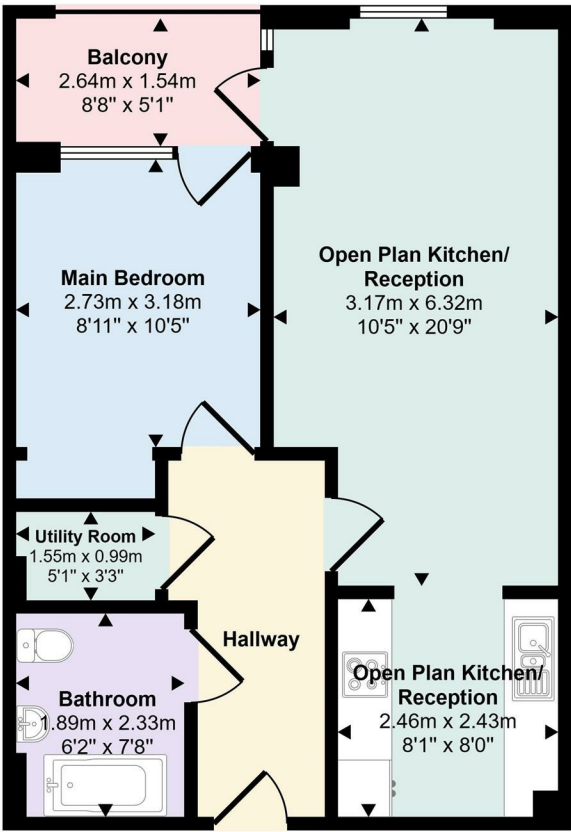 Balcony
2.64m x 1.54m
8'8" x 5'1"
Main Bedroom
2.73m x 3.18m
8'11" x 10'5"
Open Plan Kitchen/
Reception
3.17m x 6.32m
10'5" x 20'9"
Utility Room
1.55m x 0.99m
5'1" x 3'3"
Hallway
Bathroom
1.89m x 2.33m
6'2" x 7'8"
Open Plan Kitchen/
Reception
2.46m x 2.43m
8'1" x 8'0"